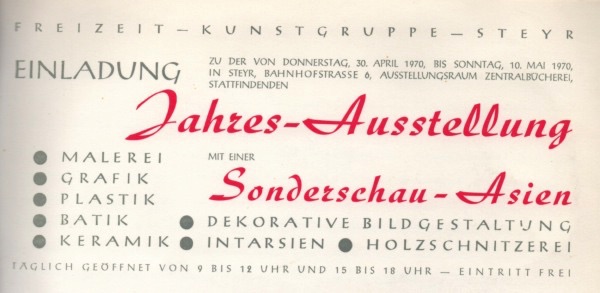 FREIZEIT – KUNSTGRUPPE – STEYR
EINLADUNG
ZU DER VON DONNERSTAG, 30. APRIL 1970, BIS SONNTAG, 10. MAI 1970,
IN STEYR, BAHNHOFSTRASSE 6, AUSSTELLUNGSRAUM ZENTRALBÜCHEREI,
STATTFINDENDEN
Jahres-Ausstellung
MIT EINER
Sonderschau-Asien
● MALEREI
● GRAFIK
● PLASTIK
● BATIK ● DEKORATIVE BILDGESTALTUNG
● KERAMIK ● INTARSIEN ● HOLZSCHNITZEREI
TÄGLICH GEÖFFNET VON 9 BIS 12 UHR UND 15 BIS 18 UHR – EINTRITT FREI